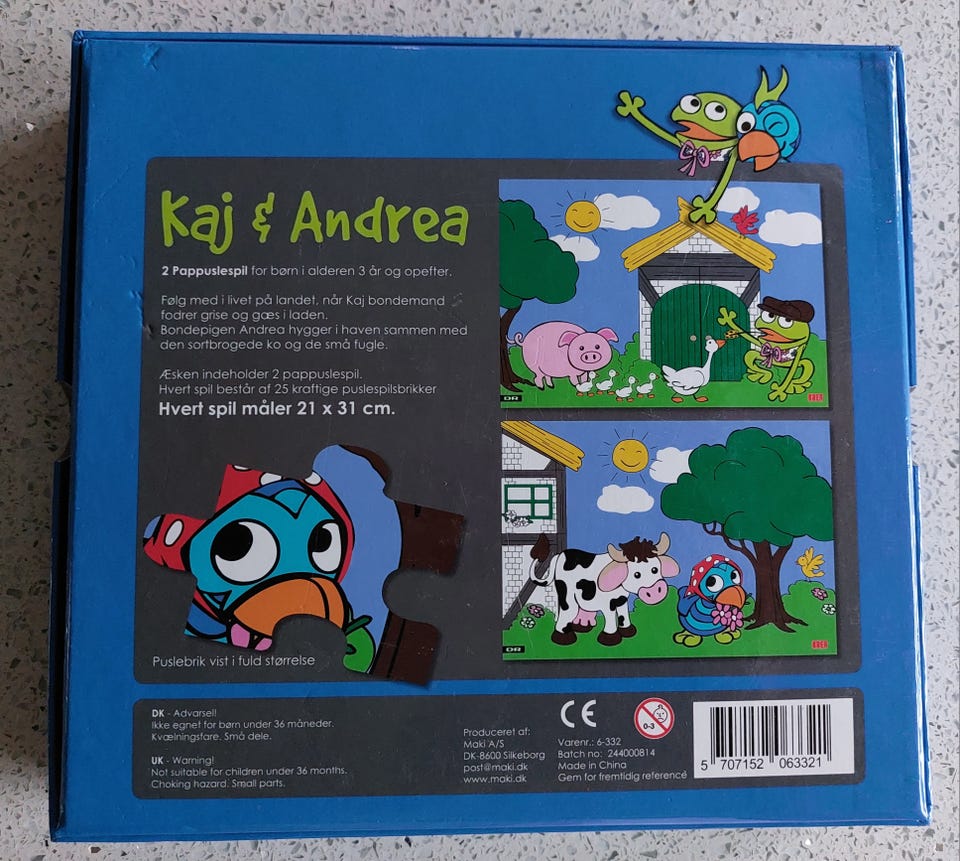 Kaj & Andrea
2 Pappuslespil for børn i alderen 3 år og opefter.
Følg med i livet på landet, når Kaj bondemand
fodrer grise og gæs i laden.
Bondepigen Andrea hygger i haven sammen med
den sortbrogede ko og de små fugle.
Æsken indeholder 2 pappuslespil.
Hvert spil består af 25 kraftige puslespilsbrikker
Hvert spil måler 21 x 31 cm.
DR
BREA
DR
BREA
Puslebrik vist i fuld størrelse
DK - Advarsel!
Ikke egnet for børn under 36 måneder.
Kvælningsfare. Små dele.
UK - Warning!
Not suitable for children under 36 months.
Choking hazard. Small parts.
Produceret af:
Maki A/S
DK-8600 Silkeborg
post@maki.dk
www.maki.dk
CE
0-3
Varenr.: 6-332
Batch no: 244000814
Made in China
Gem for fremtidig referencé
5 707152 063321